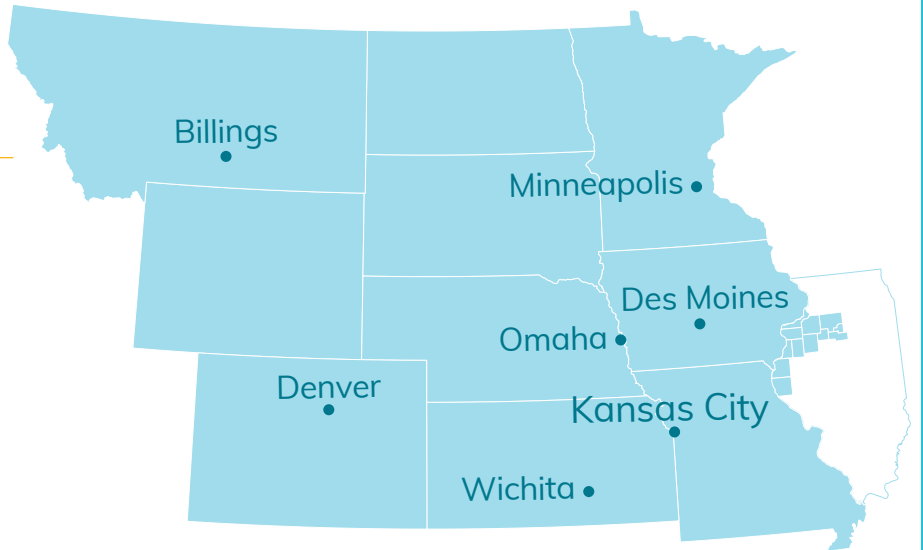 Billings
Minneapolis
Des Moines
Omaha
Denver
Kansas City
Wichita